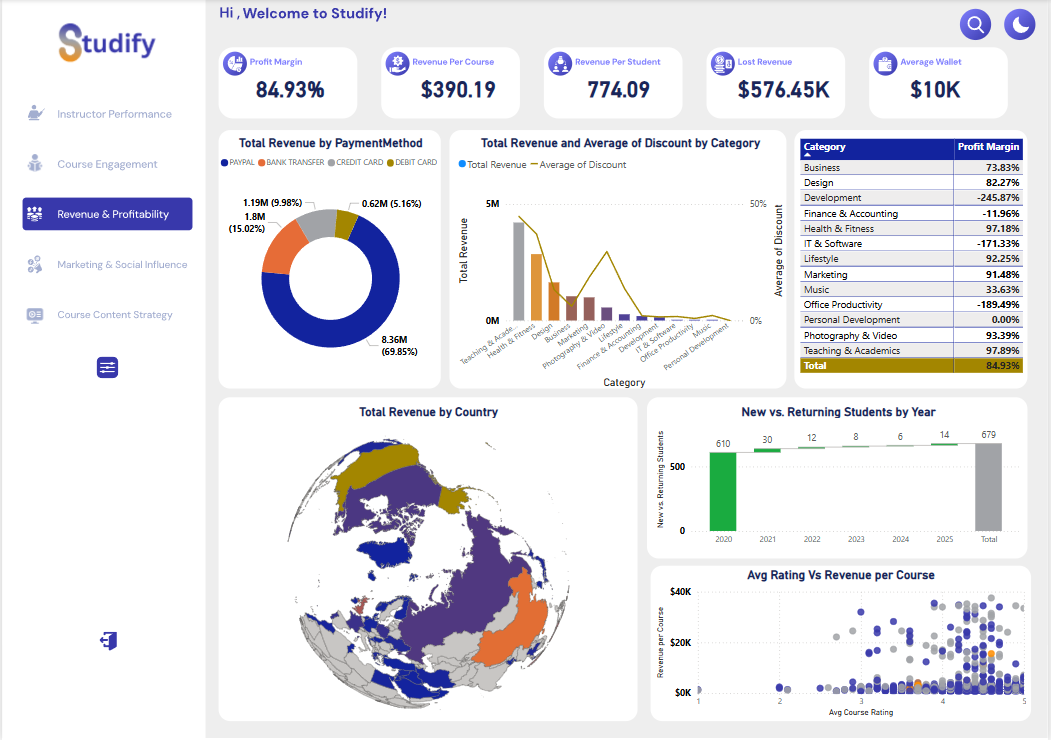 Studify
Hi , Welcome to Studify!
Instructor Performance
Course Engagement
Revenue & Profitability
Marketing & Social Influence
Course Content Strategy
Profit Margin
84.93%
Revenue Per Course
$390.19
Revenue Per Student
774.09
Lost Revenue
$576.45K
Average Wallet
$10K
Total Revenue by PaymentMethod
PAYPAL BANK TRANSFER CREDIT CARD DEBIT CARD
1.19M (9.98%)
0.62M (5.16%)
1.8M
(15.02%)
8.36M
(69.85%)
Total Revenue and Average of Discount by Category
Total Revenue Average of Discount
Total Revenue
5M
0M
50%
0%
Average of Discount
Teaching & Acade...
Health & Fitness
Design
Business
Marketing
Photography & Video
Lifestyle
Finance & Accounting
Development
IT & Software
Office Productivity
Music
Personal Development
Category
Category Profit Margin
Business 73.83%
Design 82.27%
Development -245.87%
Finance & Accounting -11.96%
Health & Fitness 97.18%
IT & Software -171.33%
Lifestyle 92.25%
Marketing 91.48%
Music 33.63%
Office Productivity -189.49%
Personal Development 0.00%
Photography & Video 93.39%
Teaching & Academics 97.89%
Total 84.93%
Total Revenue by Country
New vs. Returning Students by Year
New vs. Returning Students
500
0
610 30 12 8 6 14 679
2020 2021 2022 2023 2024 2025 Total
Avg Rating Vs Revenue per Course
Revenue per Course
$40K
$20K
$0K
1 2 3 4 5
Avg Course Rating